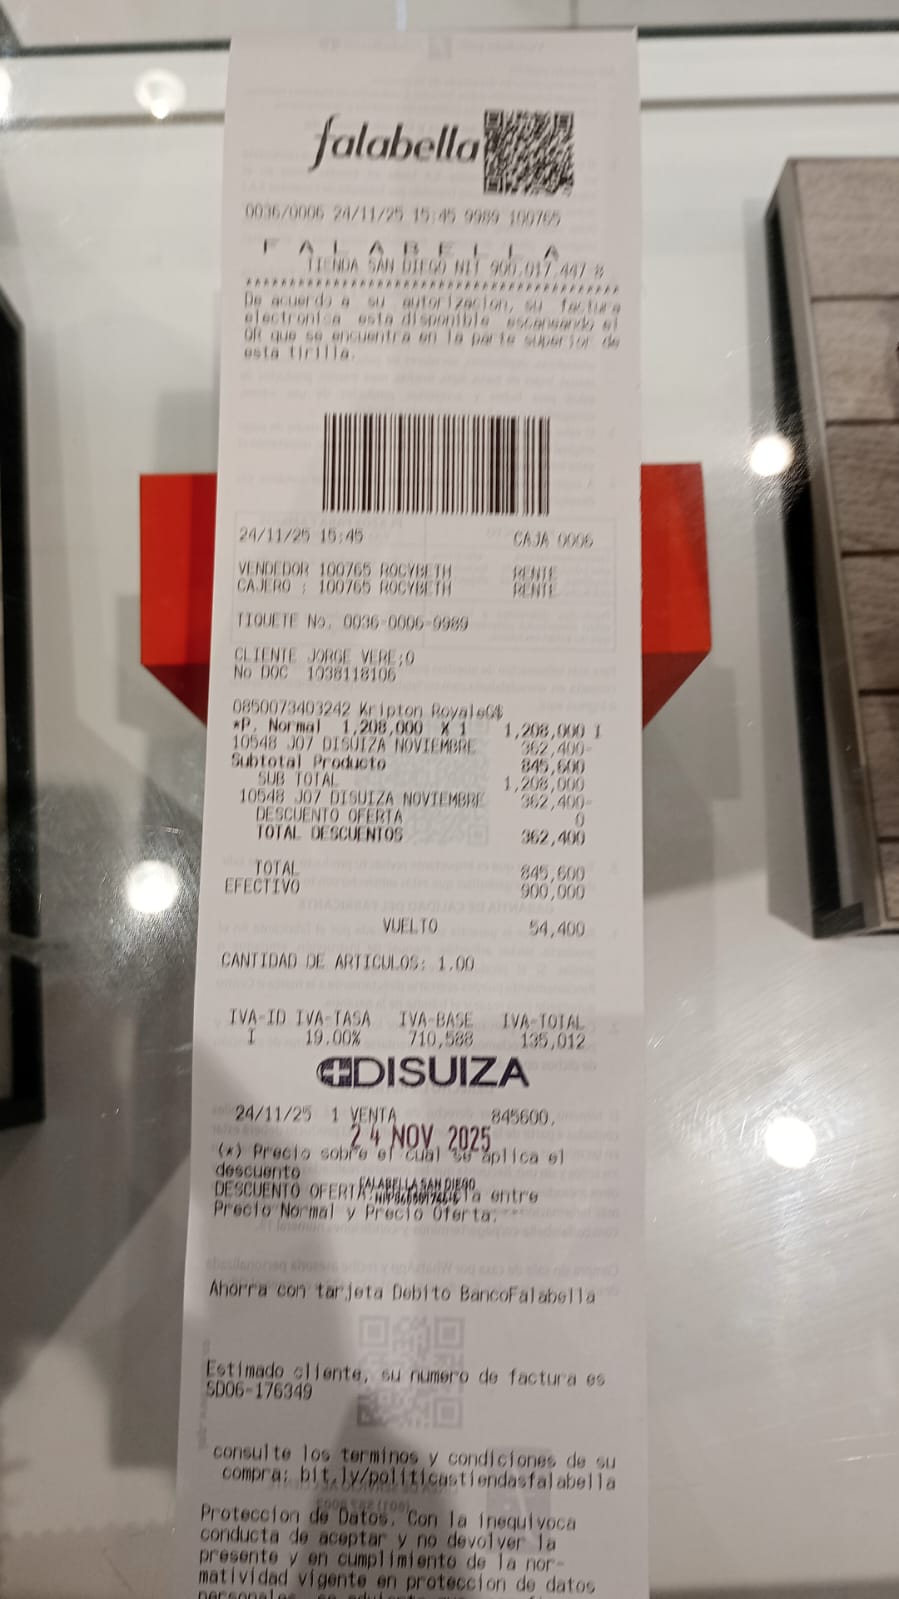 falabella
0036/0006 24/11/25 15:45 9989 100765
F A L A B E L L A
TIENDA SAN DIEGO NIT 900.017.447 8
****************************************
De acuerdo a su autorizacion, su factura
electronica esta disponible escaneando el
QR que se encuentra en la parte superior de
esta tirilla.
24/11/25 15:45 CAJA 0006
VENDEDOR 100765 ROCYBETH RENTE
CAJERO : 100765 ROCYBETH RENTE
TIQUETE No. 0036-0006-9989
CLIENTE JORGE VERE;O
No DOC 1038118106
0850073403242 Kripton RoyaleG$
*P. Normal 1,208,000 X 1 1,208,000 I
10548 J07 DISUIZA NOVIEMBRE 362,400-
Subtotal Producto 845,600
SUB TOTAL 1,208,000
10548 J07 DISUIZA NOVIEMBRE 362,400-
DESCUENTO OFERTA 0
TOTAL DESCUENTOS 362,400
TOTAL 845,600
EFECTIVO 900,000
VUELTO 54,400
CANTIDAD DE ARTICULOS: 1.00
IVA-ID IVA-TASA IVA-BASE IVA-TOTAL
I 19.00% 710,588 135,012
DISUIZA
24/11/25 1 VENTA 845600,
24 NOV 2025
(*) Precio sobre el cual se aplica el
descuento
FALABELLA SAN DIEGO
DESCUENTO OFERTA: entre
Precio Normal y Precio Oferta.
Ahorra con tarjeta Debito BancoFalabella
Estimado cliente, su numero de factura es
SD06-176349
consulte los terminos y condiciones de su
compra: bit.ly/politicastiendasfalabella
Proteccion de Datos. Con la inequivoca
conducta de aceptar y no devolver la
presente y en cumplimiento de la nor-
matividad vigente en proteccion de datos